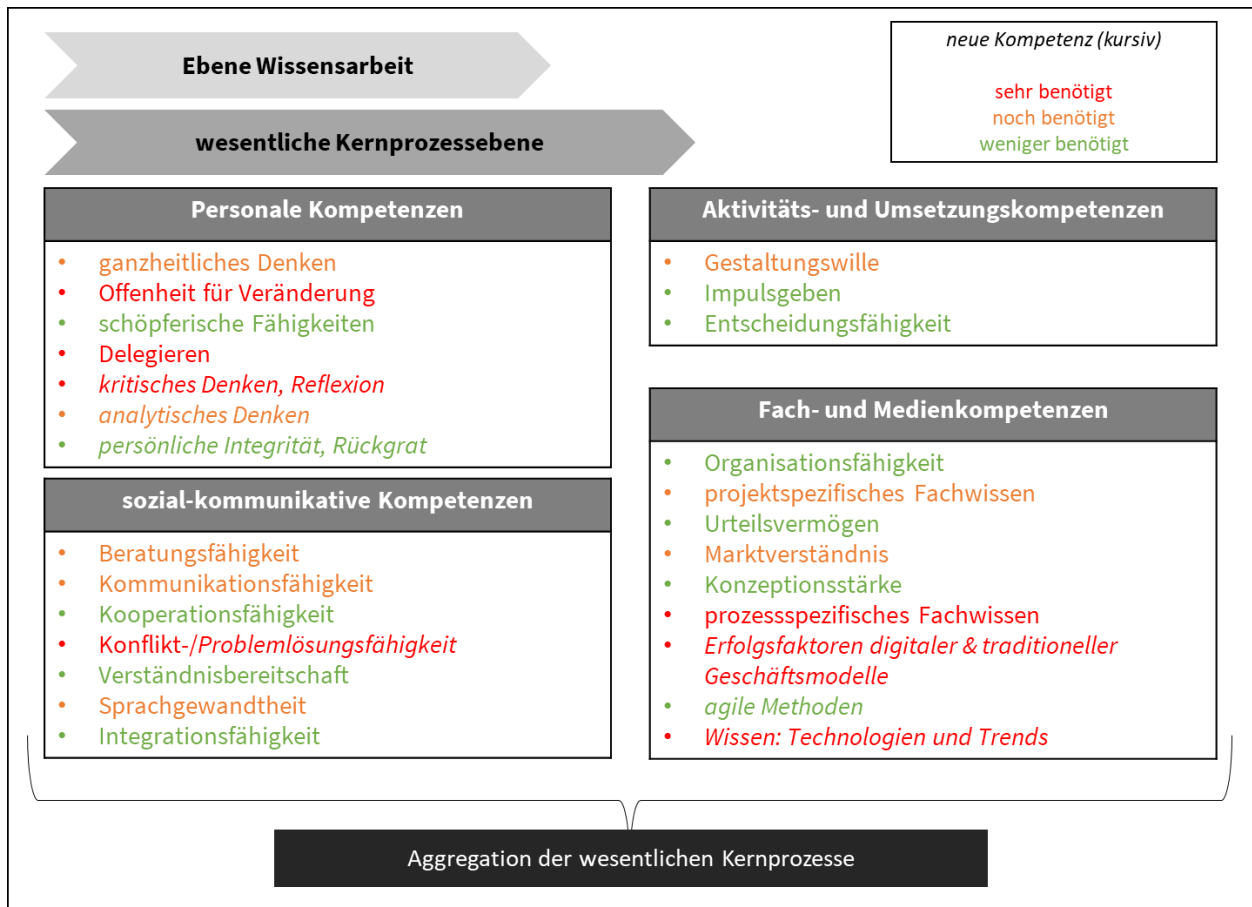 Ebene Wissensarbeit
wesentliche Kernprozessebene
neue Kompetenz (kursiv)
sehr benötigt
noch benötigt
weniger benötigt
Personale Kompetenzen
• ganzheitliches Denken
• Offenheit für Veränderung
• schöpferische Fähigkeiten
• Delegieren
• kritisches Denken, Reflexion
• analytisches Denken
• persönliche Integrität, Rückgrat
sozial-kommunikative Kompetenzen
• Beratungsfähigkeit
• Kommunikationsfähigkeit
• Kooperationsfähigkeit
• Konflikt-/Problemlösungsfähigkeit
• Verständnisbereitschaft
• Sprachgewandtheit
• Integrationsfähigkeit
Aktivitäts- und Umsetzungskompetenzen
• Gestaltungswille
• Impulsgeben
• Entscheidungsfähigkeit
Fach- und Medienkompetenzen
• Organisationsfähigkeit
• projektspezifisches Fachwissen
• Urteilsvermögen
• Marktverständnis
• Konzeptionsstärke
• prozessspezifisches Fachwissen
• Erfolgsfaktoren digitaler & traditioneller
Geschäftsmodelle
• agile Methoden
• Wissen: Technologien und Trends
Aggregation der wesentlichen Kernprozesse